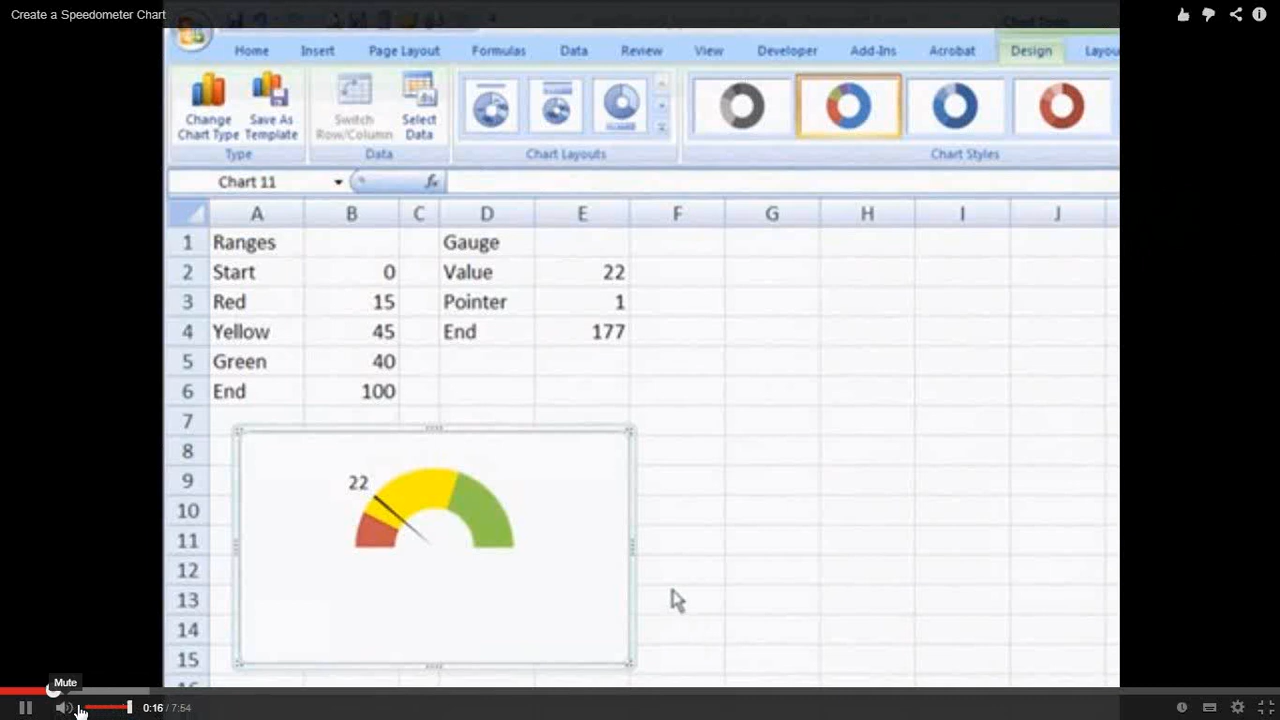 Create a Speedometer Chart
Home Insert Page Layout Formulas Data Review View Developer Add-Ins Acrobat Design Layou
Change Chart Type
Save As Template
Switch Row/Column
Select Data
Type Data Chart Layouts Chart Styles
Chart 11 fx
A B C D E F G H I J
1 Ranges Gauge
2 Start 0 Value 22
3 Red 15 Pointer 1
4 Yellow 45 End 177
5 Green 40
6 End 100
7
8
9
10
11
12
13
14
15
22
Mute
0:16 / 7:54